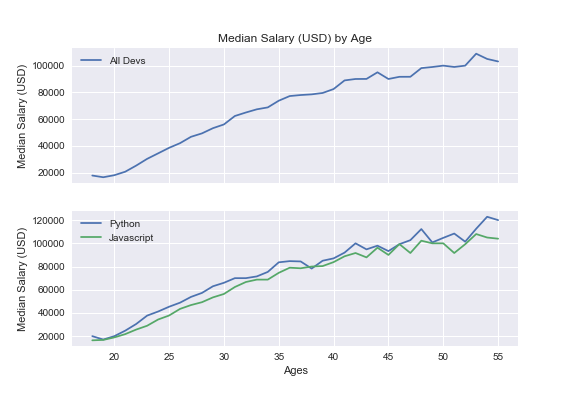 Median Salary (USD) by Age
All Devs
Median Salary (USD)
100000
80000
60000
40000
20000
Python
Javascript
Median Salary (USD)
120000
100000
80000
60000
40000
20000
20 25 30 35 40 45 50 55
Ages